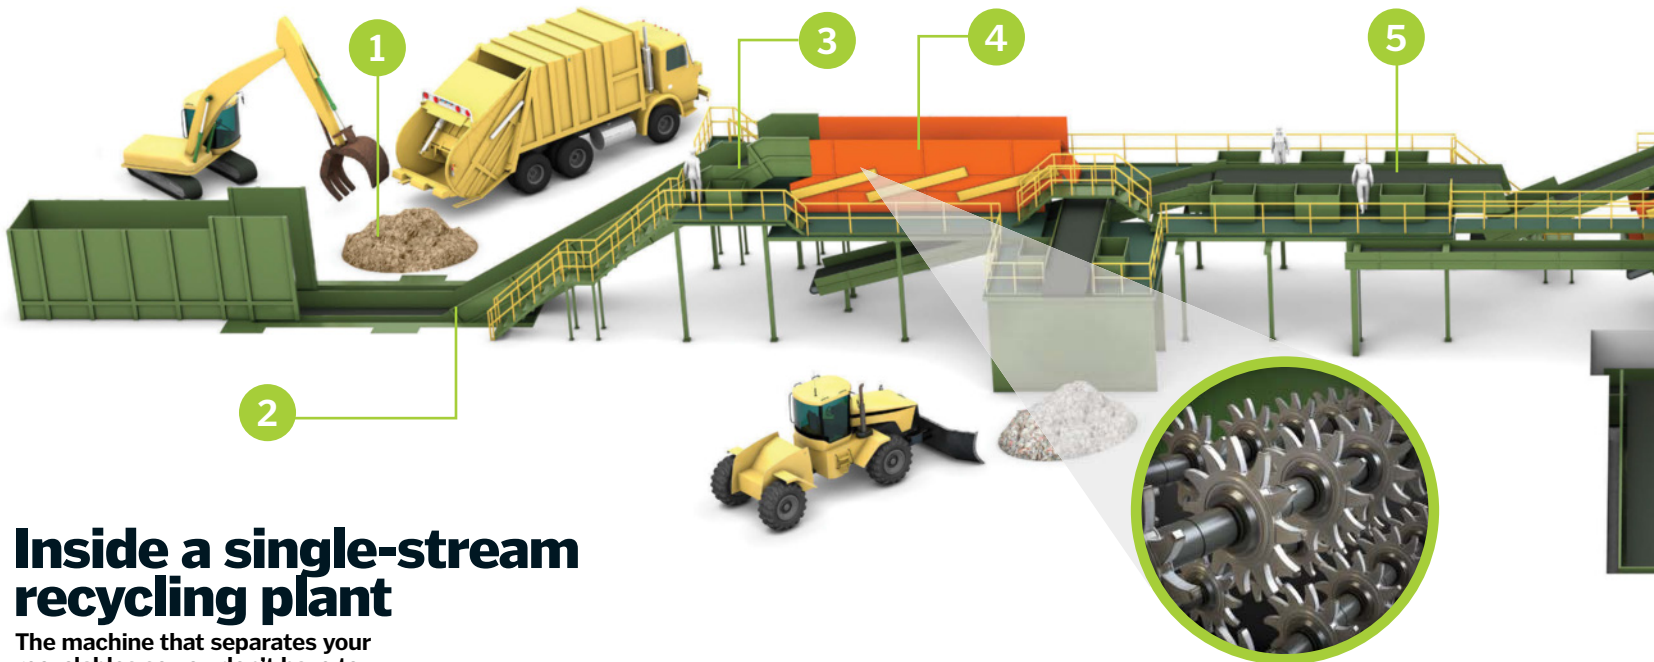 1
3
4
5
2
Inside a single-stream
recycling plant
The machine that separates your